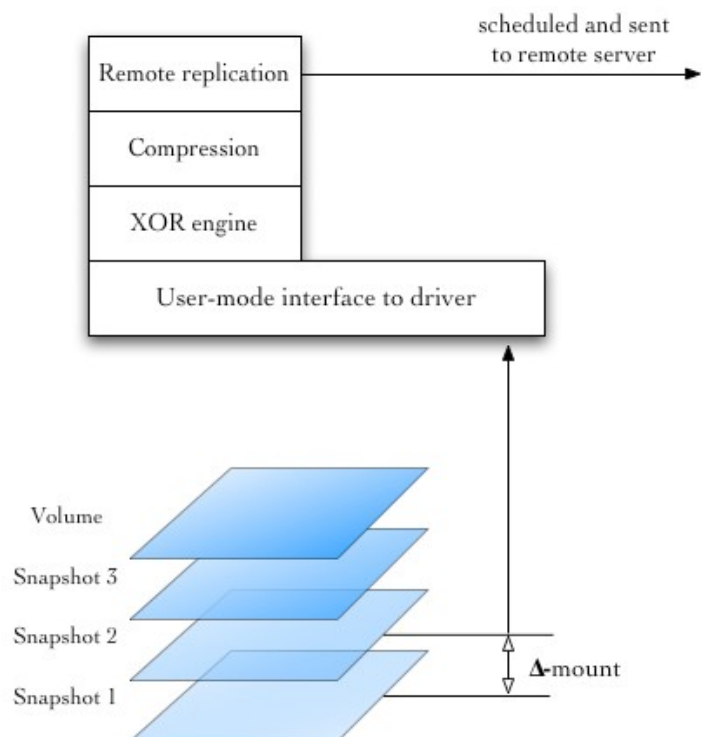 scheduled and sent
to remote server
Remote replication
Compression
XOR engine
User-mode interface to driver
Volume
Snapshot 3
Snapshot 2
Snapshot 1
Δ-mount